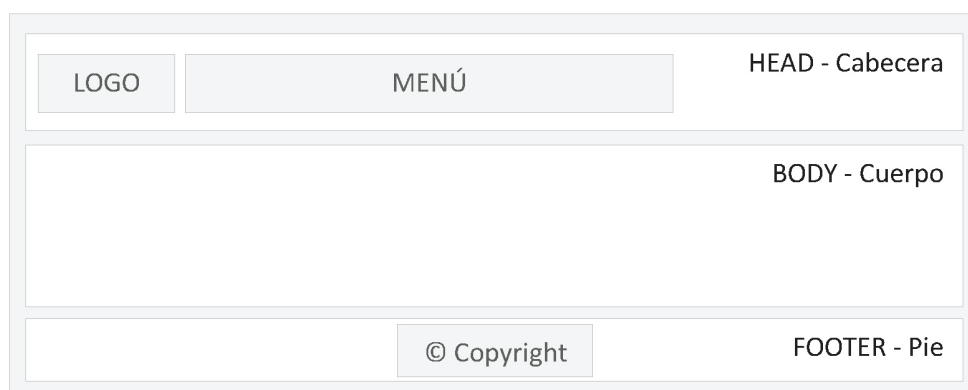 LOGO
MENÚ
HEAD - Cabecera
BODY - Cuerpo
© Copyright
FOOTER - Pie